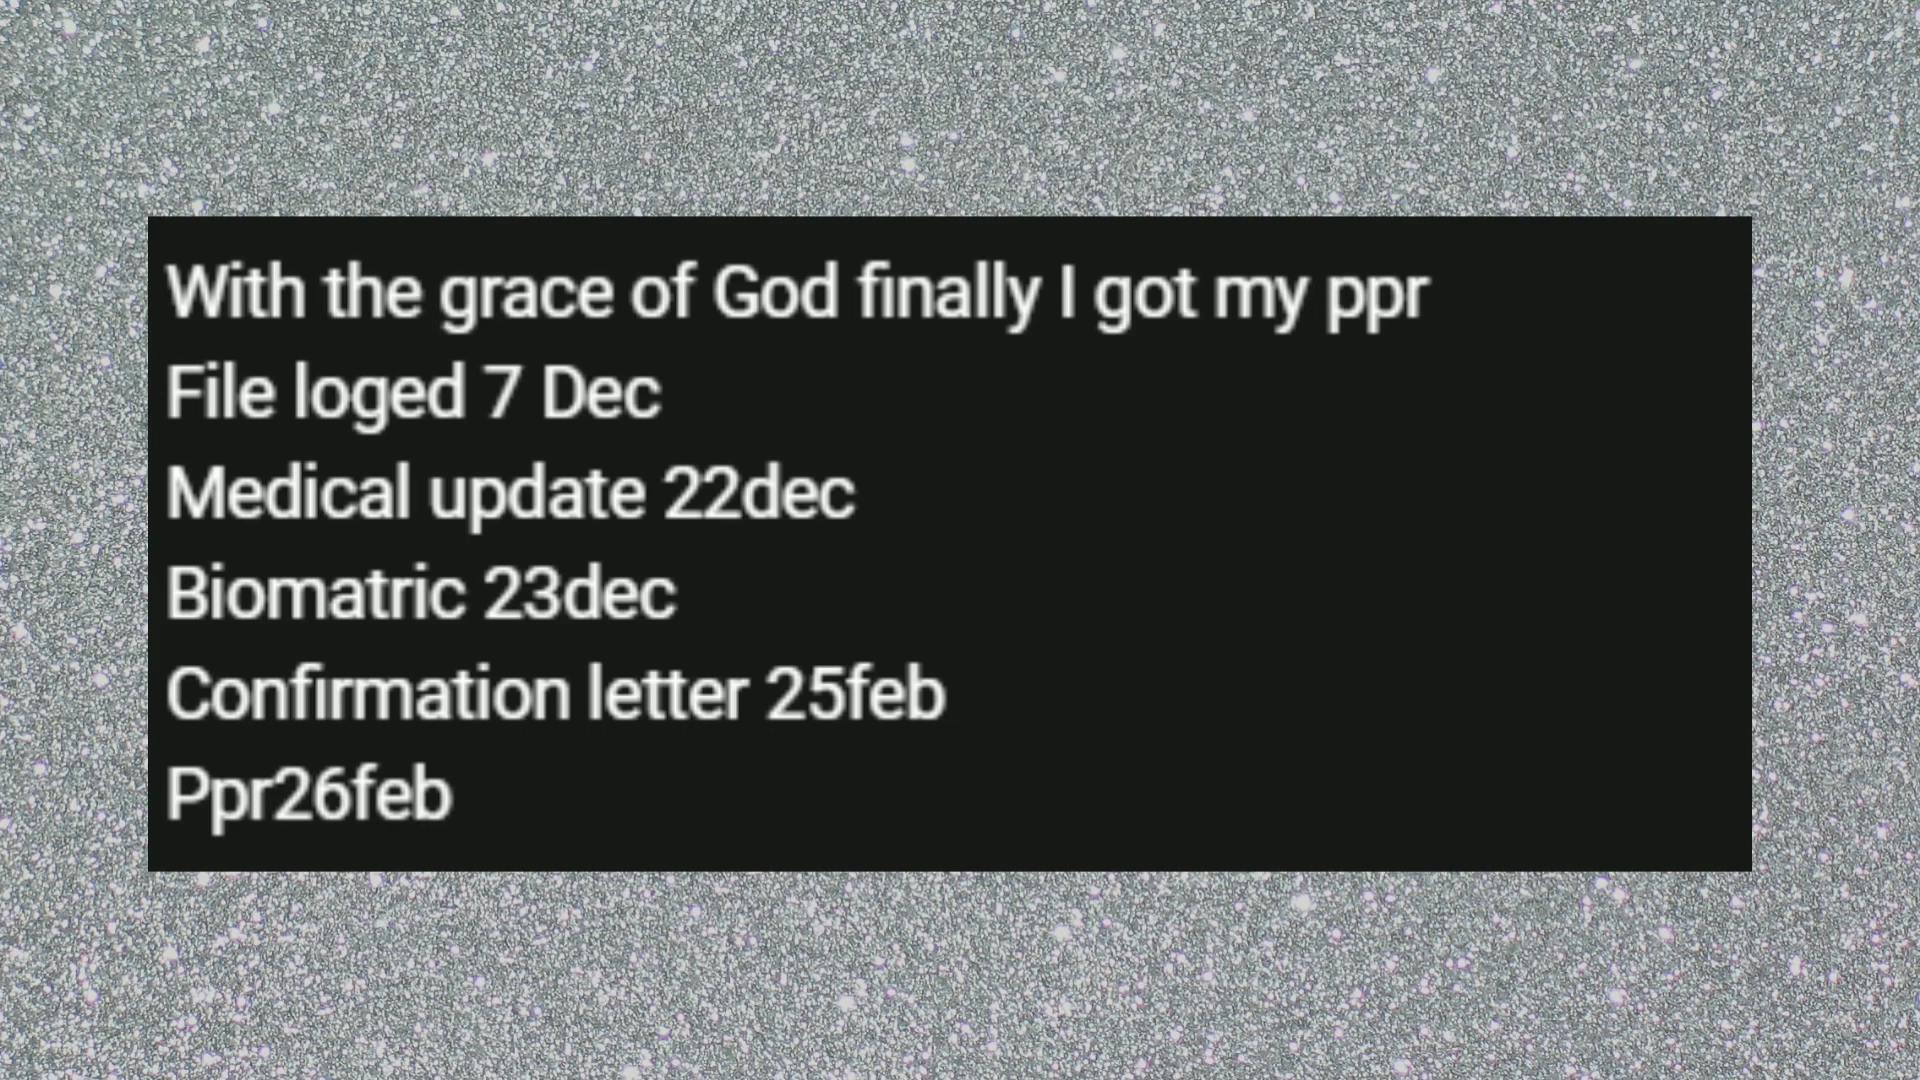 With the grace of God finally I got my ppr
File loged 7 Dec
Medical update 22dec
Biomatric 23dec
Confirmation letter 25feb
Ppr26feb